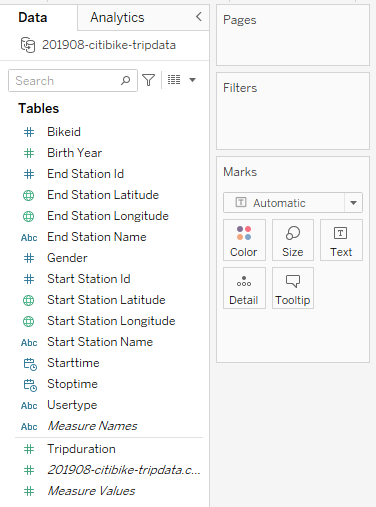 Data
Analytics
201908-citibike-tripdata
Search
Tables
# Bikeid
# Birth Year
# End Station Id
End Station Latitude
End Station Longitude
Abc End Station Name
# Gender
# Start Station Id
Start Station Latitude
Start Station Longitude
Abc Start Station Name
Starttime
Stoptime
Abc Usertype
Abc Measure Names
# Tripduration
# 201908-citibike-tripdata.c...
# Measure Values
Pages
Filters
Marks
T Automatic
Color
Size
T Text
Detail
Tooltip